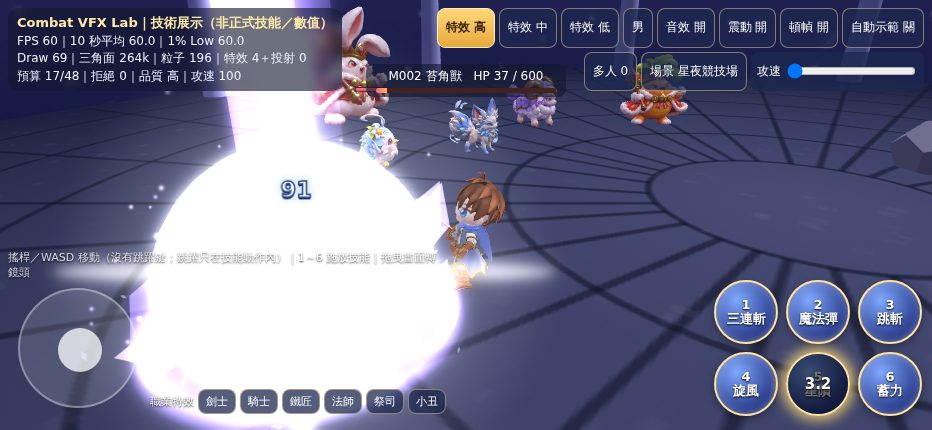 Combat VFX Lab｜技術展示（非正式技能／數值）
FPS 60｜10 秒平均 60.0｜1% Low 60.0
Draw 69｜三角面 264k｜粒子 196｜特效 4＋投射 0
預算 17/48｜拒絕 0｜品質 高｜攻速 100
特效 高
特效 中
特效 低
男
音效 開
震動 開
頓幀 開
自動示範 關
多人 0
場景 星夜競技場
攻速
M002 苔角獸 HP 37 / 600
91
搖桿／WASD 移動（沒有跳躍鍵；跳躍只在技能動作內）｜1～6 施放技能｜拖曳畫面轉
鏡頭
1
三連斬
2
魔法彈
3
跳斬
4
旋風
5
3.2
星隕
6
蓄力
職業特效
劍士
騎士
鐵匠
法師
祭司
小丑